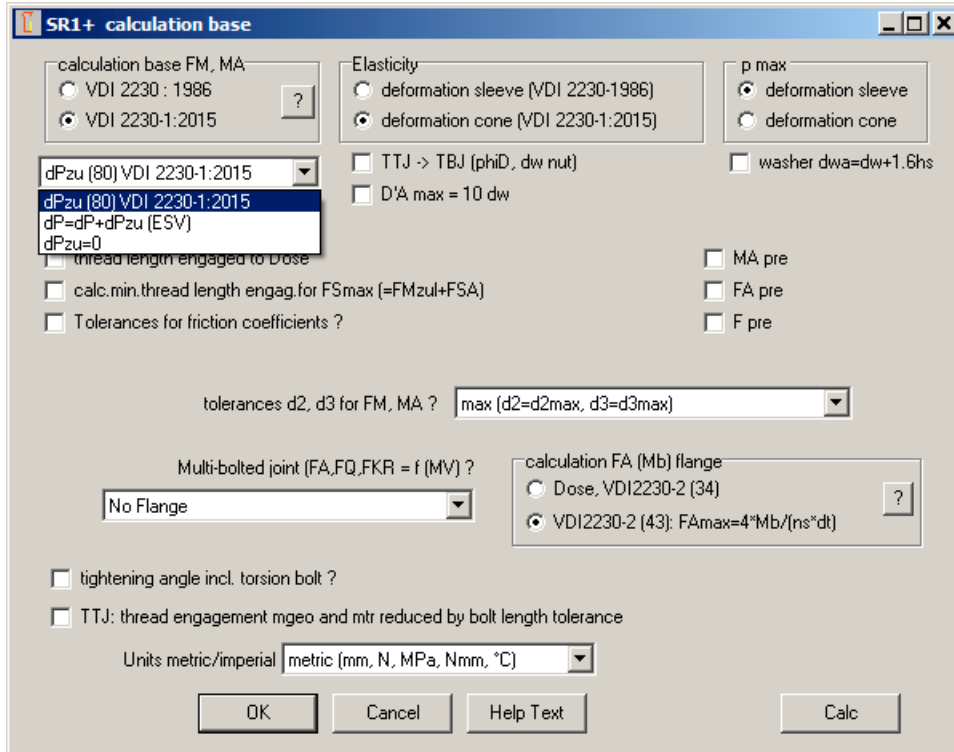 SR1+ calculation base
calculation base FM, MA
VDI 2230 : 1986
VDI 2230-1:2015
?
Elasticity
deformation sleeve (VDI 2230-1986)
deformation cone (VDI 2230-1:2015)
p max
deformation sleeve
deformation cone
dPzu (80) VDI 2230-1:2015
dPzu (80) VDI 2230-1:2015
dP=dP+dPzu (ESV)
dPzu=0
TTJ -> TBJ (phiD, dw nut)
D'A max = 10 dw
washer dwa=dw+1.6hs
thread length engaged to Dose
MA pre
calc.min.thread length engag.for FSmax (=FMzul+FSA)
FA pre
Tolerances for friction coefficients ?
F pre
tolerances d2, d3 for FM, MA ?
max (d2=d2max, d3=d3max)
Multi-bolted joint (FA,FQ,FKR = f (MV) ?
No Flange
calculation FA (Mb) flange
Dose, VDI2230-2 (34)
VDI2230-2 (43): FAmax=4*Mb/(ns*dt)
?
tightening angle incl. torsion bolt ?
TTJ: thread engagement mgeo and mtr reduced by bolt length tolerance
Units metric/imperial
metric (mm, N, MPa, Nmm, °C)
OK
Cancel
Help Text
Calc